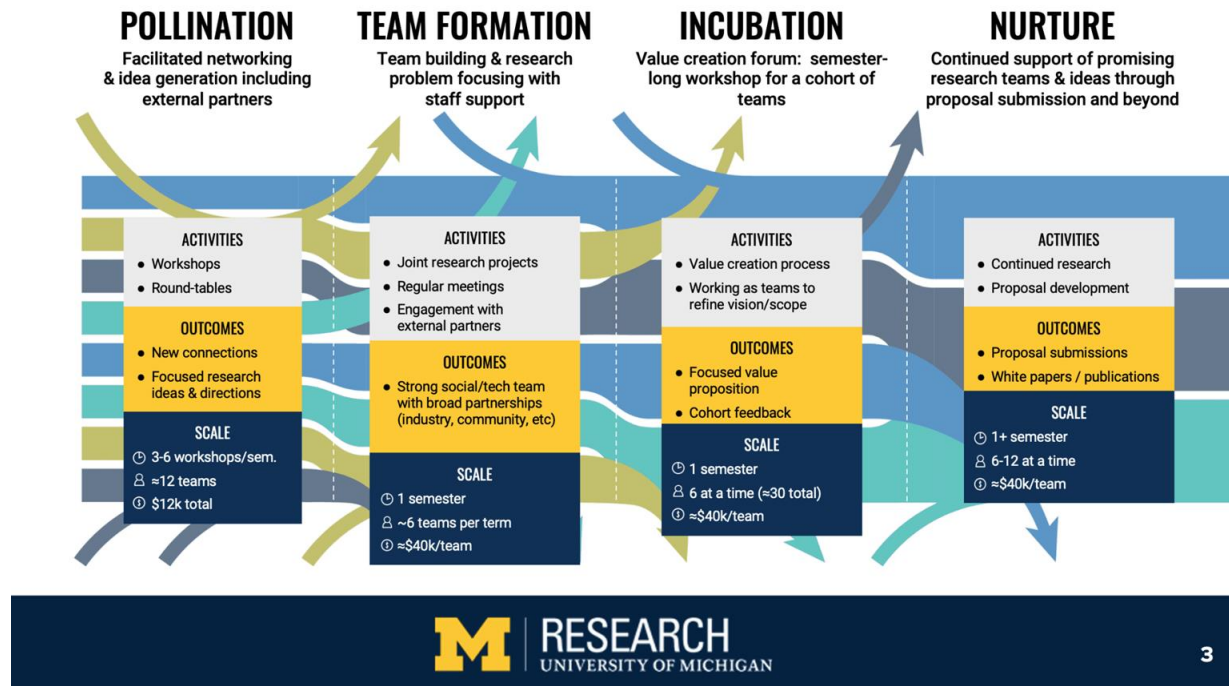 POLLINATION
Facilitated networking
& idea generation including
external partners
ACTIVITIES
● Workshops
● Round-tables
OUTCOMES
● New connections
● Focused research
ideas & directions
SCALE
3-6 workshops/sem.
≈12 teams
$12k total
TEAM FORMATION
Team building & research
problem focusing with
staff support
ACTIVITIES
● Joint research projects
● Regular meetings
● Engagement with
external partners
OUTCOMES
● Strong social/tech team
with broad partnerships
(industry, community, etc)
SCALE
1 semester
~6 teams per term
≈$40k/team
INCUBATION
Value creation forum: semester-
long workshop for a cohort of
teams
ACTIVITIES
● Value creation process
● Working as teams to
refine vision/scope
OUTCOMES
● Focused value
proposition
● Cohort feedback
SCALE
1 semester
6 at a time (≈30 total)
≈$40k/team
NURTURE
Continued support of promising
research teams & ideas through
proposal submission and beyond
ACTIVITIES
● Continued research
● Proposal development
OUTCOMES
● Proposal submissions
● White papers / publications
SCALE
1+ semester
6-12 at a time
≈$40k/team
M
RESEARCH
UNIVERSITY OF MICHIGAN
3